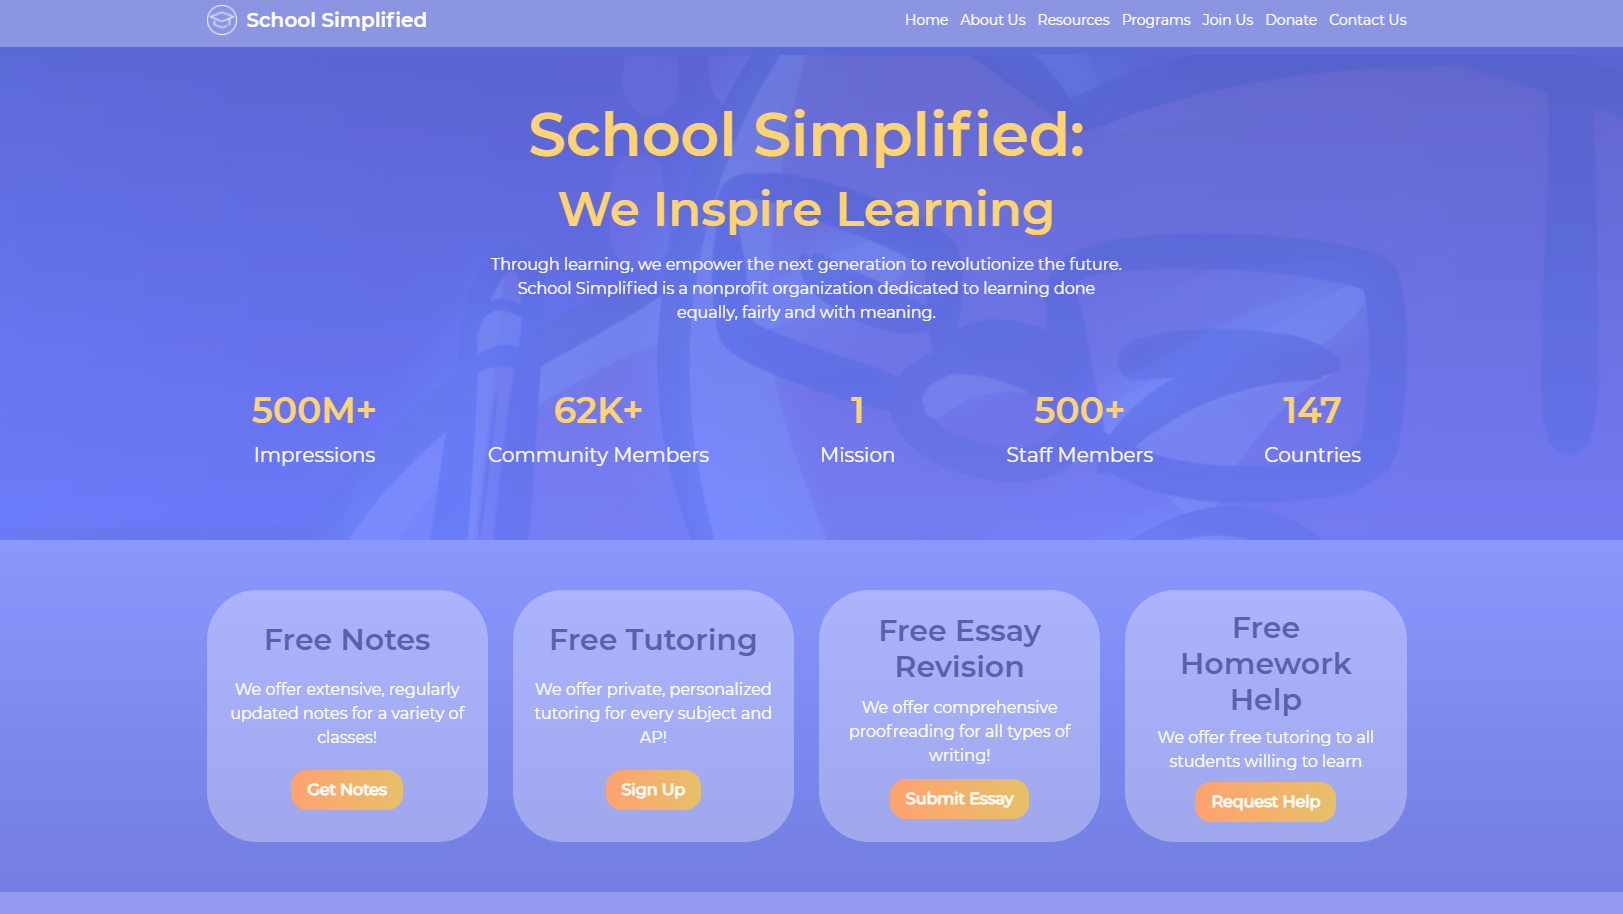 School Simplified
Home About Us Resources Programs Join Us Donate Contact Us
School Simplified:
We Inspire Learning
Through learning, we empower the next generation to revolutionize the future.
School Simplified is a nonprofit organization dedicated to learning done
equally, fairly and with meaning.
500M+
Impressions
62K+
Community Members
1
Mission
500+
Staff Members
147
Countries
Free Notes
We offer extensive, regularly
updated notes for a variety of
classes!
Get Notes
Free Tutoring
We offer private, personalized
tutoring for every subject and
AP!
Sign Up
Free Essay
Revision
We offer comprehensive
proofreading for all types of
writing!
Submit Essay
Free
Homework
Help
We offer free tutoring to all
students willing to learn
Request Help